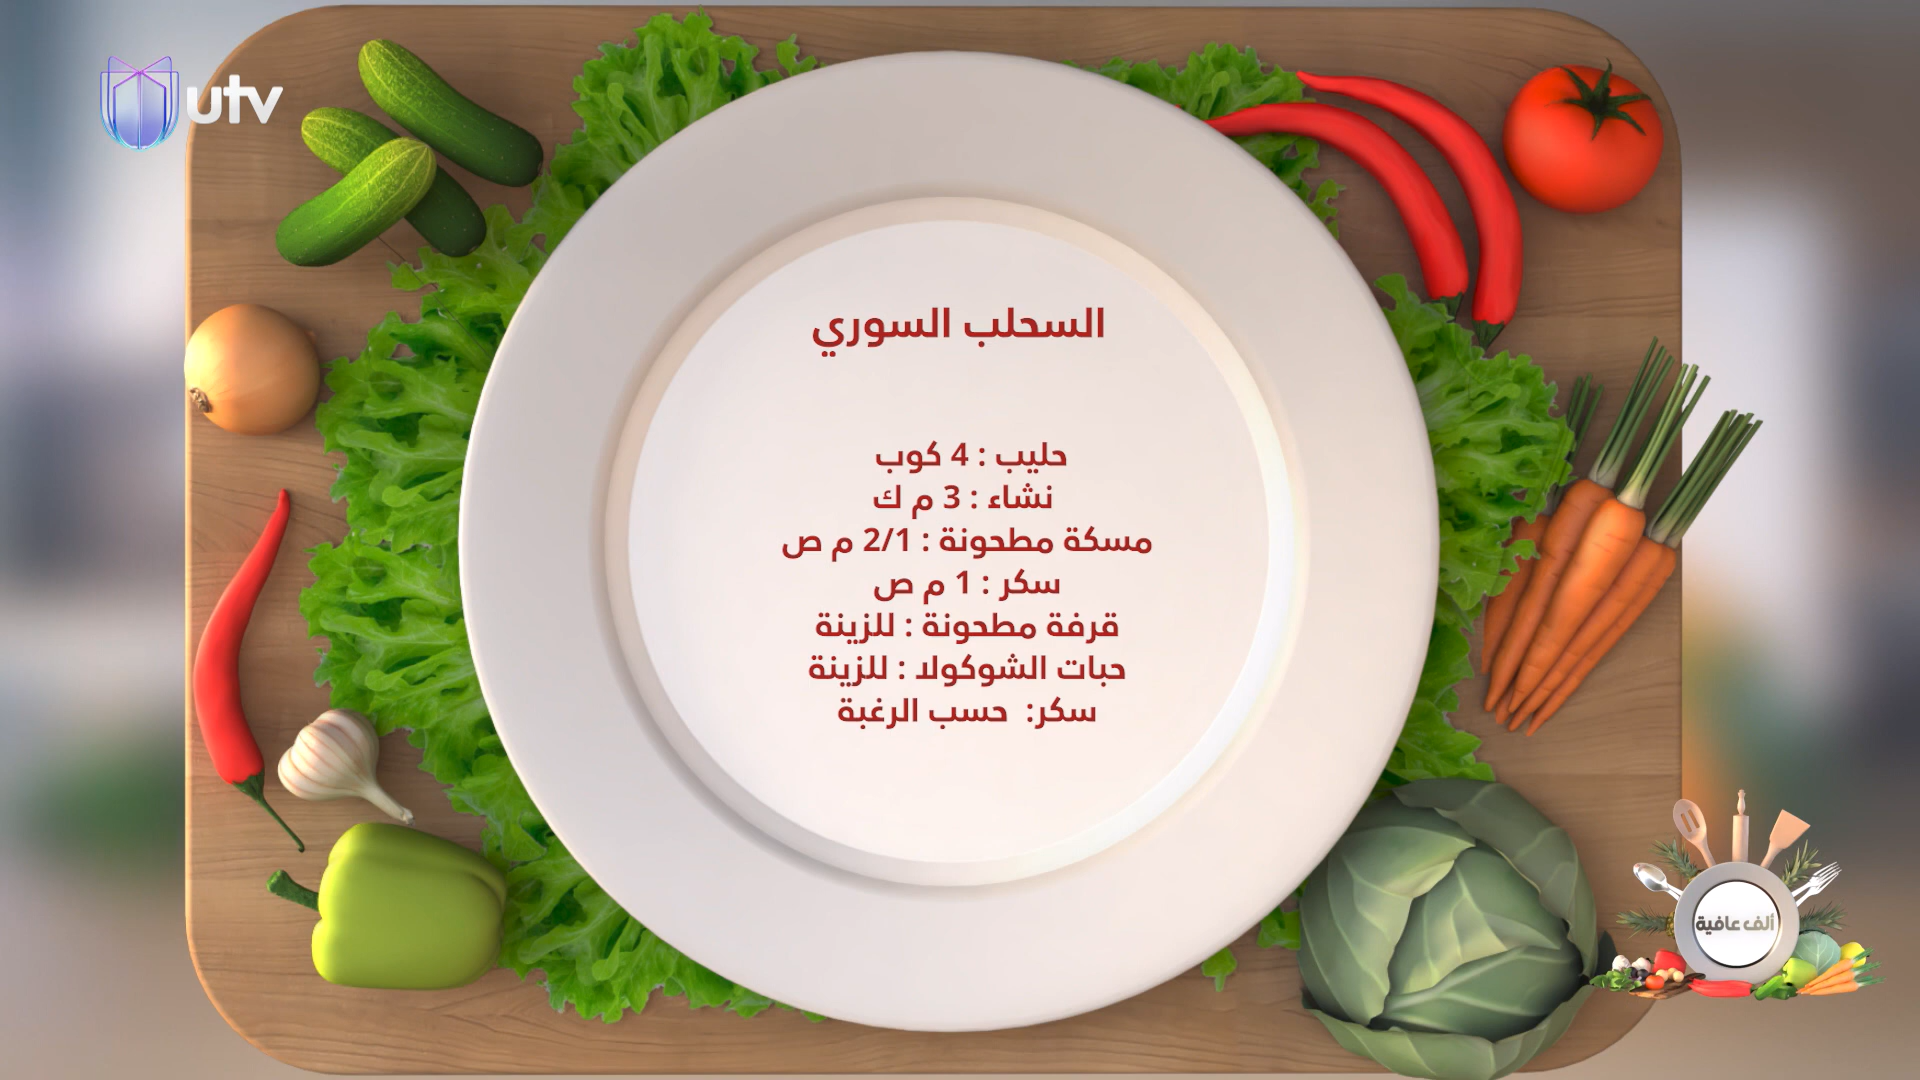 utv
السحلب السوري
حليب : 4 كوب
نشاء : 3 م ك
مسكة مطحونة : 2/1 م ص
سكر : 1 م ص
قرفة مطحونة : للزينة
حبات الشوكولا : للزينة
سكر: حسب الرغبة
ألف عافية